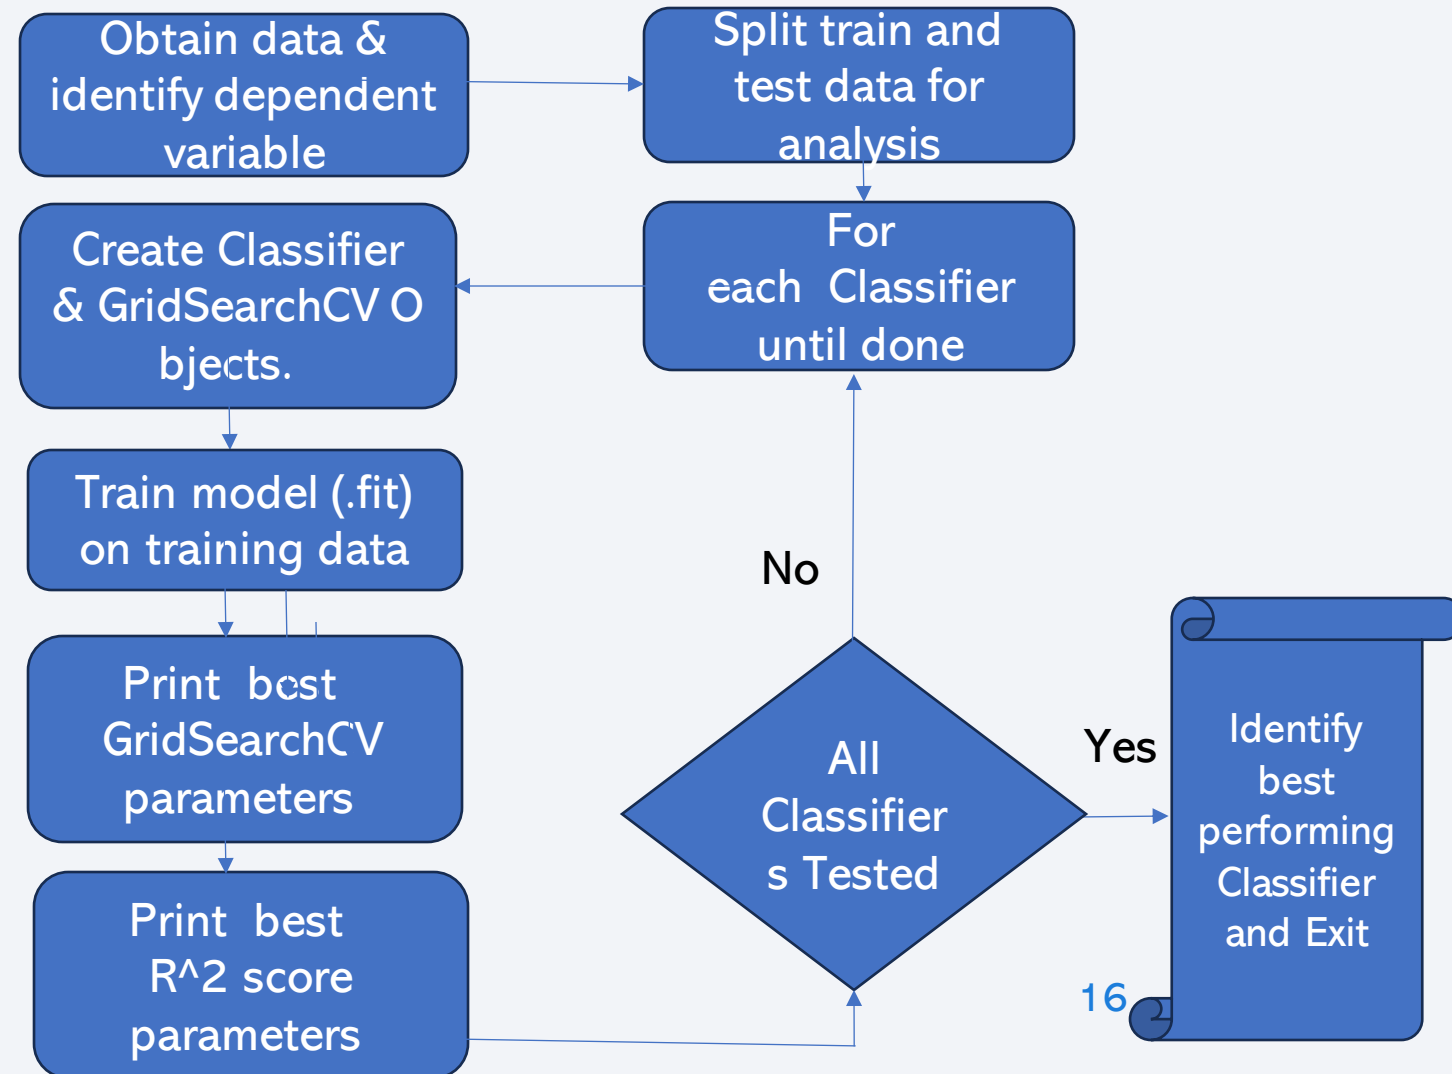 Obtain data &
identify dependent
variable
Split train and
test data for
analysis
For
each Classifier
until done
Create Classifier
& GridSearchCV O
bjects.
Train model (.fit)
on training data
Print best
GridSearchCV
parameters
Print best
R^2 score
parameters
All
Classifier
s Tested
No
Yes
Identify
best
performing
Classifier
and Exit
16